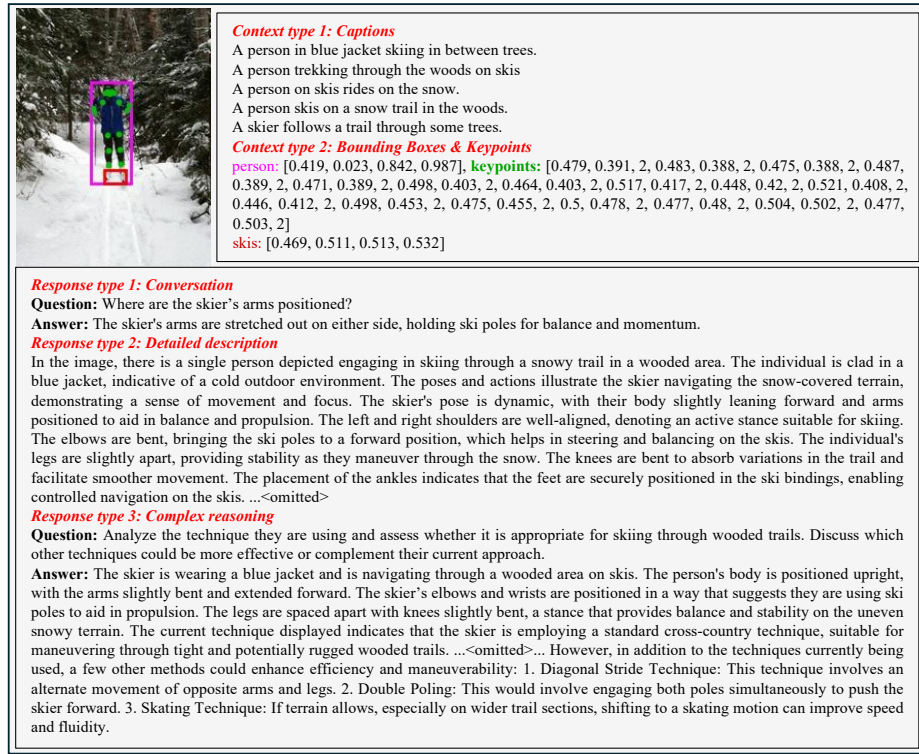 Context type 1: Captions
A person in blue jacket skiing in between trees.
A person trekking through the woods on skis
A person on skis rides on the snow.
A person skis on a snow trail in the woods.
A skier follows a trail through some trees.
Context type 2: Bounding Boxes & Keypoints
person: [0.419, 0.023, 0.842, 0.987], keypoints: [0.479, 0.391, 2, 0.483, 0.388, 2, 0.475, 0.388, 2, 0.487,
0.389, 2, 0.471, 0.389, 2, 0.498, 0.403, 2, 0.464, 0.403, 2, 0.517, 0.417, 2, 0.448, 0.42, 2, 0.521, 0.408, 2,
0.446, 0.412, 2, 0.498, 0.453, 2, 0.475, 0.455, 2, 0.5, 0.478, 2, 0.477, 0.48, 2, 0.504, 0.502, 2, 0.477,
0.503, 2]
skis: [0.469, 0.511, 0.513, 0.532]
Response type 1: Conversation
Question: Where are the skier's arms positioned?
Answer: The skier's arms are stretched out on either side, holding ski poles for balance and momentum.
Response type 2: Detailed description
In the image, there is a single person depicted engaging in skiing through a snowy trail in a wooded area. The individual is clad in a
blue jacket, indicative of a cold outdoor environment. The poses and actions illustrate the skier navigating the snow-covered terrain,
demonstrating a sense of movement and focus. The skier's pose is dynamic, with their body slightly leaning forward and arms
positioned to aid in balance and propulsion. The left and right shoulders are well-aligned, denoting an active stance suitable for skiing.
The elbows are bent, bringing the ski poles to a forward position, which helps in steering and balancing on the skis. The individual's
legs are slightly apart, providing stability as they maneuver through the snow. The knees are bent to absorb variations in the trail and
facilitate smoother movement. The placement of the ankles indicates that the feet are securely positioned in the ski bindings, enabling
controlled navigation on the skis. ...<omitted>
Response type 3: Complex reasoning
Question: Analyze the technique they are using and assess whether it is appropriate for skiing through wooded trails. Discuss which
other techniques could be more effective or complement their current approach.
Answer: The skier is wearing a blue jacket and is navigating through a wooded area on skis. The person's body is positioned upright,
with the arms slightly bent and extended forward. The skier's elbows and wrists are positioned in a way that suggests they are using ski
poles to aid in propulsion. The legs are spaced apart with knees slightly bent, a stance that provides balance and stability on the uneven
snowy terrain. The current technique displayed indicates that the skier is employing a standard cross-country technique, suitable for
maneuvering through tight and potentially rugged wooded trails. ...<omitted>... However, in addition to the techniques currently being
used, a few other methods could enhance efficiency and maneuverability: 1. Diagonal Stride Technique: This technique involves an
alternate movement of opposite arms and legs. 2. Double Poling: This would involve engaging both poles simultaneously to push the
skier forward. 3. Skating Technique: If terrain allows, especially on wider trail sections, shifting to a skating motion can improve speed
and fluidity.